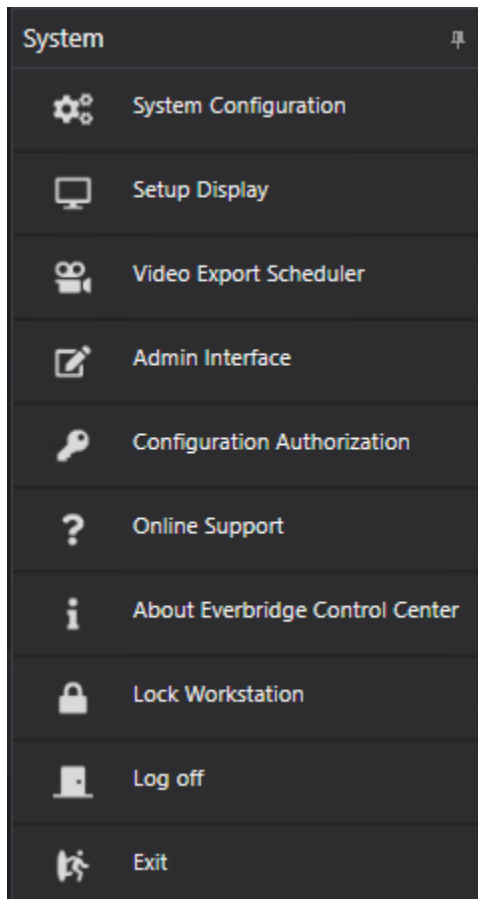 System
System Configuration
Setup Display
Video Export Scheduler
Admin Interface
Configuration Authorization
Online Support
About Everbridge Control Center
Lock Workstation
Log off
Exit